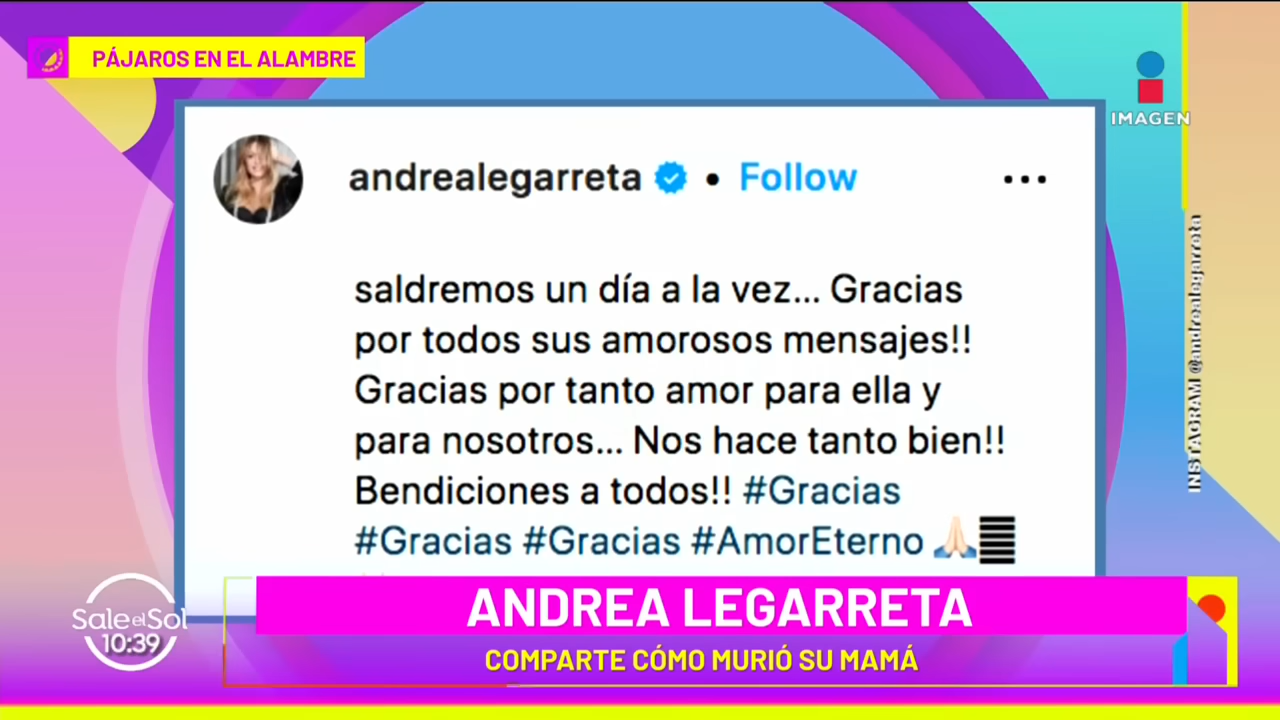 PÁJAROS EN EL ALAMBRE
IMAGEN
andrealegarreta • Follow
saldremos un día a la vez... Gracias
por todos sus amorosos mensajes!!
Gracias por tanto amor para ella y
para nosotros... Nos hace tanto bien!!
Bendiciones a todos!! #Gracias
#Gracias #Gracias #AmorEterno 🙏🏻
INSTAGRAM @andrealegarreta
ANDREA LEGARRETA
COMPARTE CÓMO MURIÓ SU MAMÁ
Sale el Sol
10:39